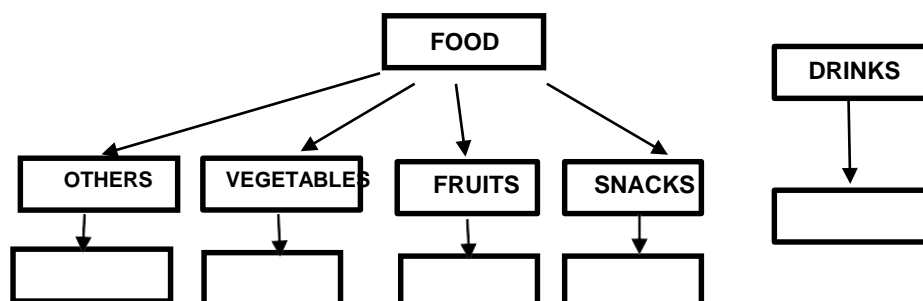 FOOD
DRINKS
OTHERS
VEGETABLES
FRUITS
SNACKS